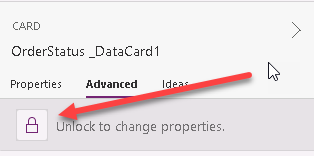 CARD
OrderStatus _DataCard1
Properties Advanced Ideas
Unlock to change properties.